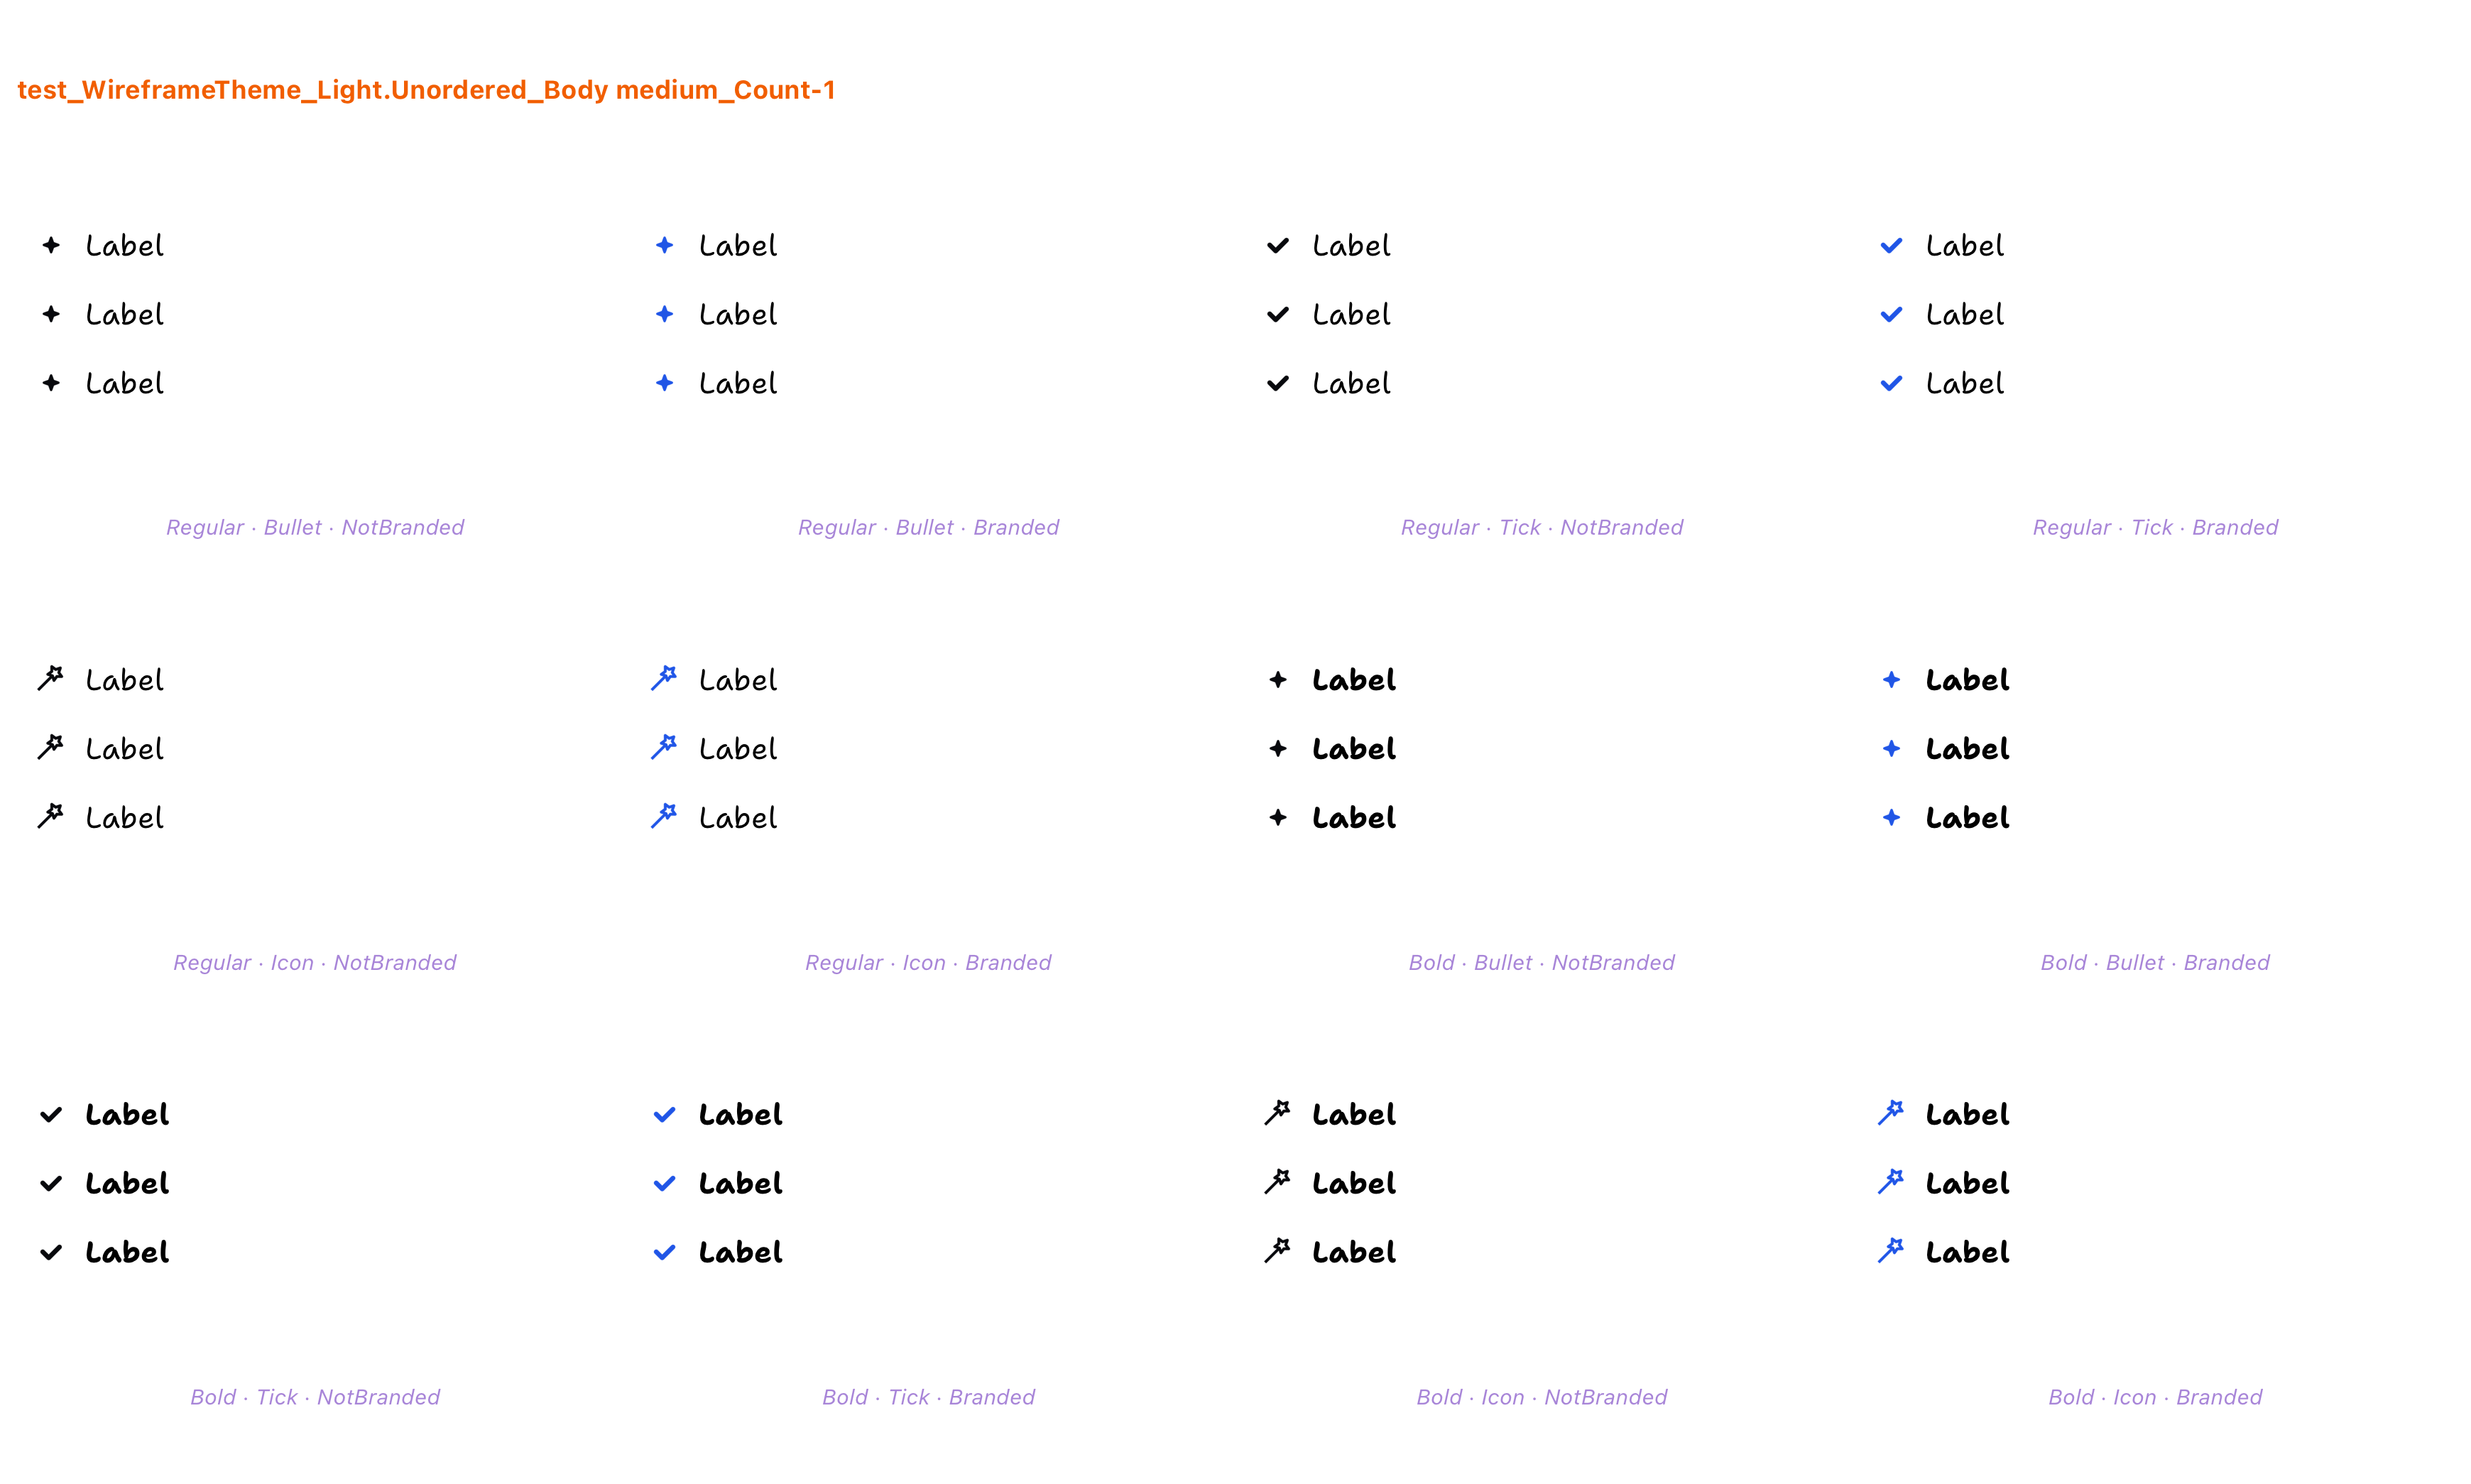 test_WireframeTheme_Light.Unordered_Body medium_Count-1
Label Label Label Label
Label Label Label Label
Label Label Label Label
Regular · Bullet · NotBranded Regular · Bullet · Branded Regular · Tick · NotBranded Regular · Tick · Branded
Label Label Label Label
Label Label Label Label
Label Label Label Label
Regular · Icon · NotBranded Regular · Icon · Branded Bold · Bullet · NotBranded Bold · Bullet · Branded
Label Label Label Label
Label Label Label Label
Label Label Label Label
Bold · Tick · NotBranded Bold · Tick · Branded Bold · Icon · NotBranded Bold · Icon · Branded